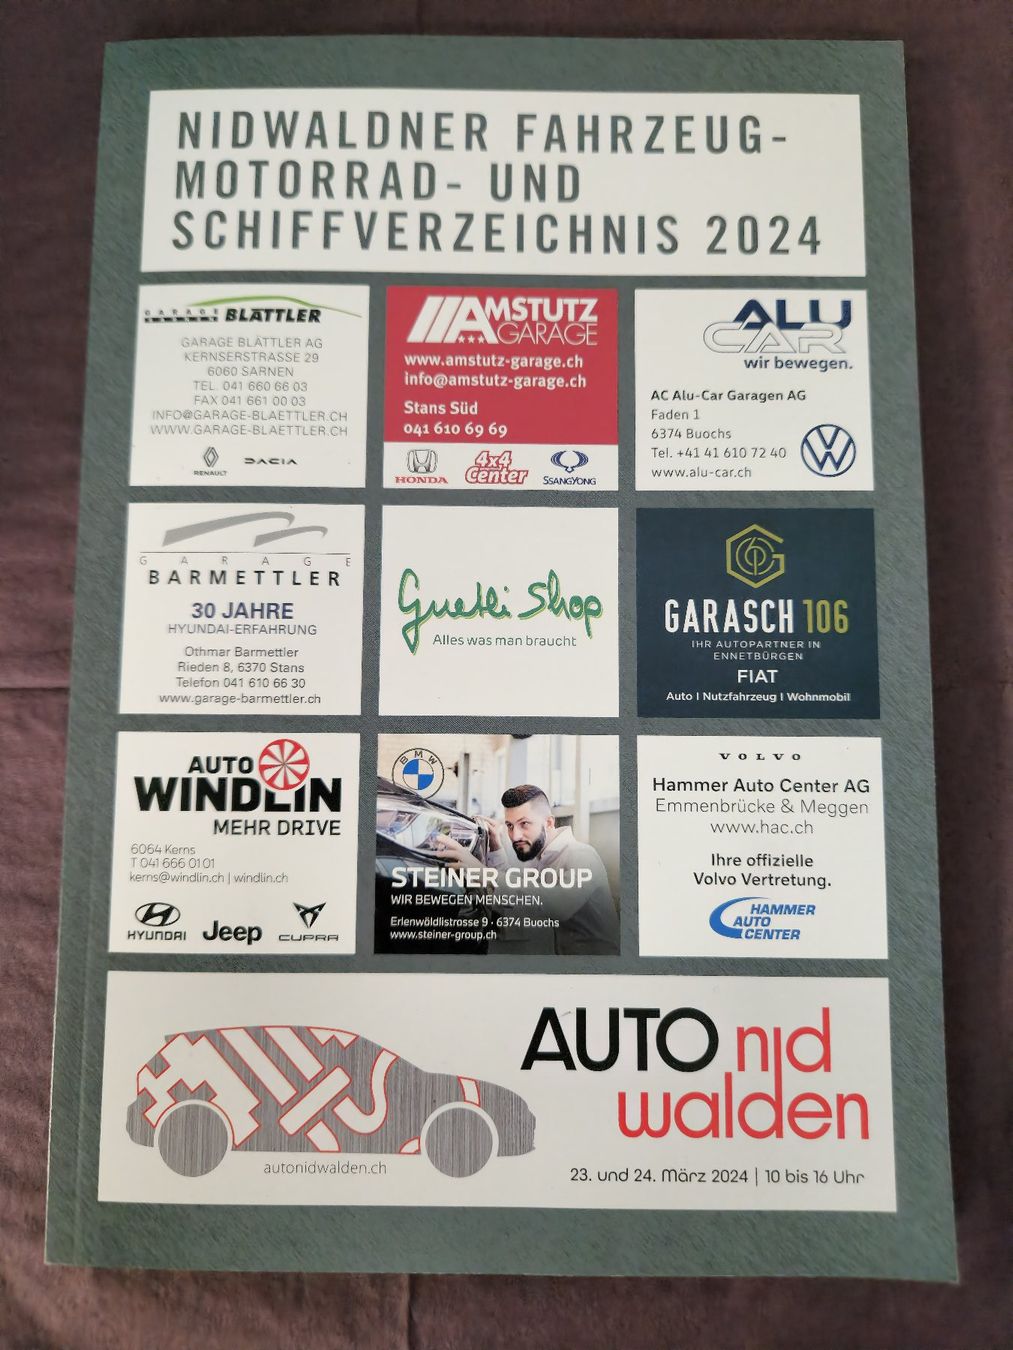 NIDWALDNER FAHRZEUG-
MOTORRAD- UND
SCHIFFVERZEICHNIS 2024
GARAGE
GARAGEN BLÄTTLER
GARAGE BLÄTTLER AG
KERNSERSTRASSE 29
6060 SARNEN
TEL. 041 660 66 03
FAX 041 661 00 03
INFO@GARAGE-BLAETTLER.CH
WWW.GARAGE-BLAETTLER.CH
RENAULT
DACIA
AMSTUTZ
GARAGE
www.amstutz-garage.ch
info@amstutz-garage.ch
Stans Süd
041 610 69 69
HONDA
4x4
Center
SSANGYONG
ALU
CAR
wir bewegen.
AC Alu-Car Garagen AG
Faden 1
6374 Buochs
Tel. +41 41 610 72 40
www.alu-car.ch
GARAGE
BARMETTLER
30 JAHRE
HYUNDAI-ERFAHRUNG
Othmar Barmettler
Rieden 8, 6370 Stans
Telefon 041 610 66 30
www.garage-barmettler.ch
Guetli Shop
Alles was man braucht
GARASCH 106
IHR AUTOPARTNER IN
ENNETBÜRGEN
FIAT
Auto | Nutzfahrzeug | Wohnmobil
AUTO
WINDLIN
MEHR DRIVE
6064 Kerns
T 041 666 01 01
kerns@windlin.ch | windlin.ch
HYUNDAI
Jeep
CUPRA
BMW
STEINER GROUP
WIR BEWEGEN MENSCHEN.
Erlenwöldlistrasse 9 · 6374 Buochs
www.steiner-group.ch
VOLVO
Hammer Auto Center AG
Emmenbrücke & Meggen
www.hac.ch
Ihre offizielle
Volvo Vertretung.
HAMMER
AUTO
CENTER
autonidwalden.ch
AUTO nid
walden
23. und 24. März 2024 | 10 bis 16 Uhr